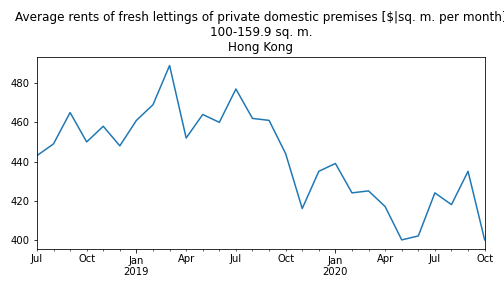 Average rents of fresh lettings of private domestic premises [$|sq. m. per month]
100-159.9 sq. m.
Hong Kong
480
460
440
420
400
Jul
Oct
Jan
2019
Apr
Jul
Oct
Jan
2020
Apr
Jul
Oct